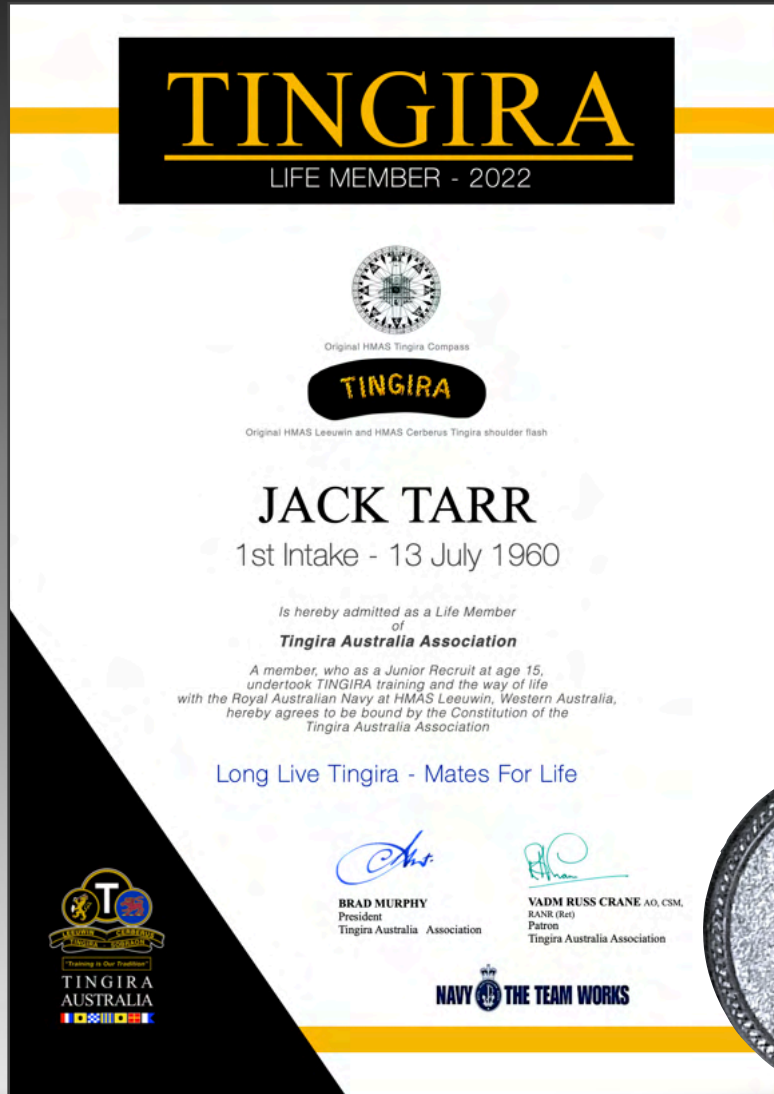 TINGIRA
LIFE MEMBER - 2022
Original HMAS Tingira Compass
TINGIRA
Original HMAS Leeuwin and HMAS Cerberus Tingira shoulder flash
JACK TARR
1st Intake - 13 July 1960
Is hereby admitted as a Life Member
of
Tingira Australia Association
A member, who as a Junior Recruit at age 15,
undertook TINGIRA training and the way of life
with the Royal Australian Navy at HMAS Leeuwin, Western Australia,
hereby agrees to be bound by the Constitution of the
Tingira Australia Association
Long Live Tingira - Mates For Life
BRAD MURPHY
President
Tingira Australia Association
VADM RUSS CRANE AO, CSM,
RANR (Ret)
Patron
Tingira Australia Association
T
LEEUWIN - CERBERUS
TINGIRA - SOBRAON
"Training is Our Tradition"
TINGIRA
AUSTRALIA
NAVY THE TEAM WORKS